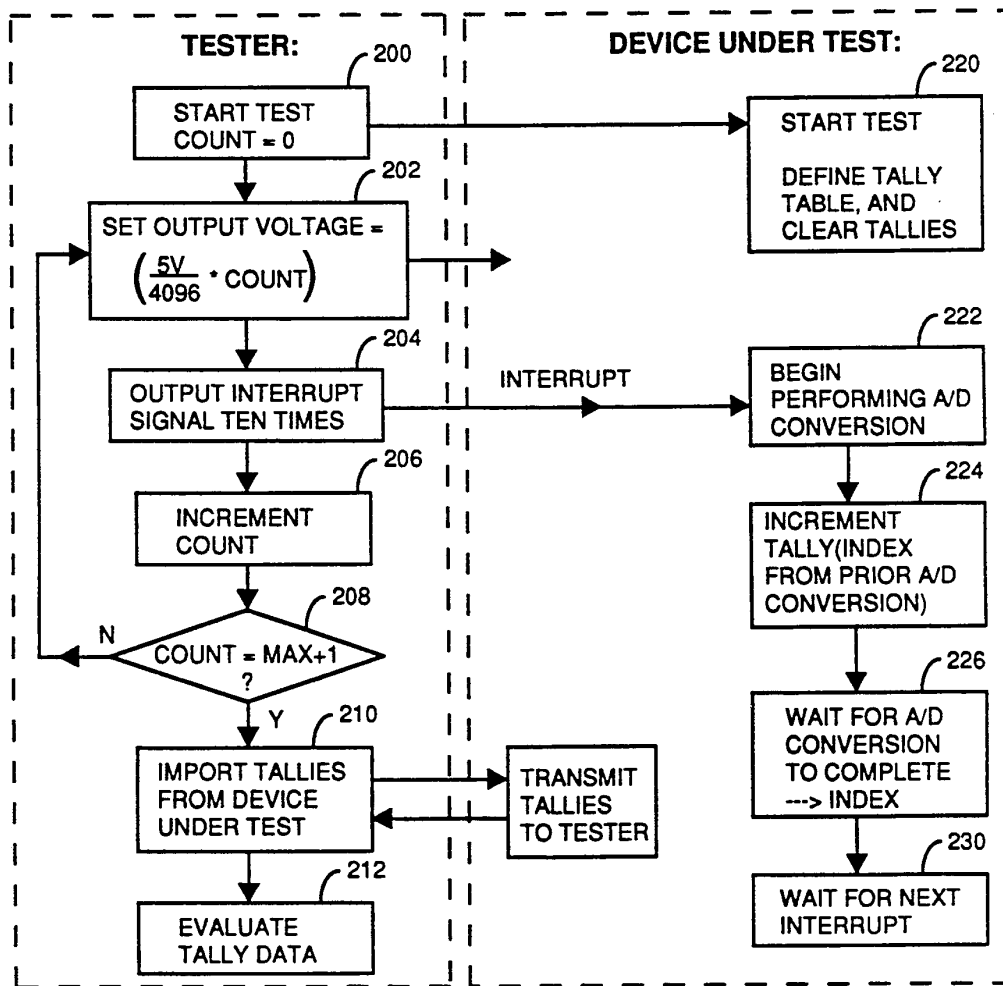 TESTER:
200
START TEST
COUNT = 0
202
SET OUTPUT VOLTAGE =
(5V/4096 * COUNT)
204
OUTPUT INTERRUPT
SIGNAL TEN TIMES
206
INCREMENT
COUNT
208
N
COUNT = MAX+1
?
Y
210
IMPORT TALLIES
FROM DEVICE
UNDER TEST
212
EVALUATE
TALLY DATA
DEVICE UNDER TEST:
220
START TEST
DEFINE TALLY
TABLE, AND
CLEAR TALLIES
INTERRUPT
222
BEGIN
PERFORMING A/D
CONVERSION
224
INCREMENT
TALLY(INDEX
FROM PRIOR A/D
CONVERSION)
226
WAIT FOR A/D
CONVERSION
TO COMPLETE
---> INDEX
TRANSMIT
TALLIES
TO TESTER
230
WAIT FOR NEXT
INTERRUPT